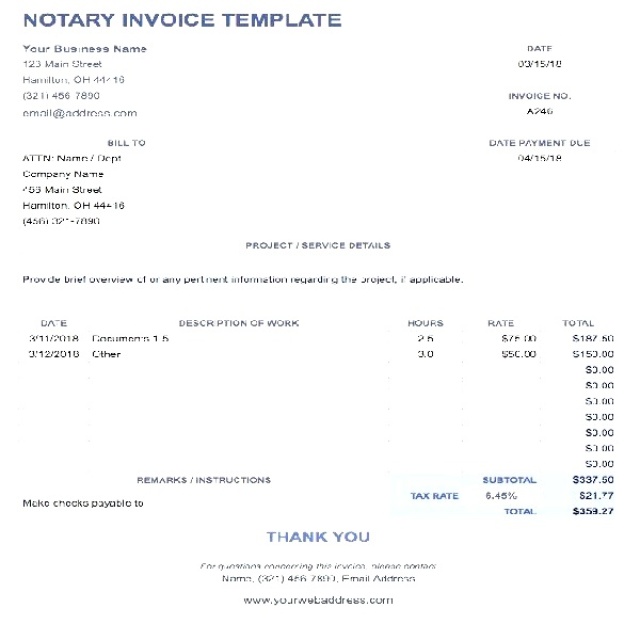 NOTARY INVOICE TEMPLATE
Your Business Name
DATE
123 Main Street
03/15/18
Hamilton, OH 44416
(321) 456-7890
INVOICE NO.
email@address.com
A246
BILL TO
DATE PAYMENT DUE
ATTN: Name / Dept
04/15/18
Company Name
456 Main Street
Hamilton, OH 44416
(456) 321-7890
PROJECT / SERVICE DETAILS
Provide brief overview of or any pertinent information regarding the project, if applicable.
DATE DESCRIPTION OF WORK HOURS RATE TOTAL
3/11/2018 Documents 1-5 2.5 $75.00 $187.50
3/12/2018 Other 3.0 $50.00 $150.00
$0.00
$0.00
$0.00
$0.00
$0.00
$0.00
$0.00
REMARKS / INSTRUCTIONS SUBTOTAL $337.50
TAX RATE 6.45% $21.77
Make checks payable to
TOTAL $359.27
THANK YOU
For questions concerning this invoice, please contact
Name, (321) 456-7890, Email Address
www.yourwebaddress.com